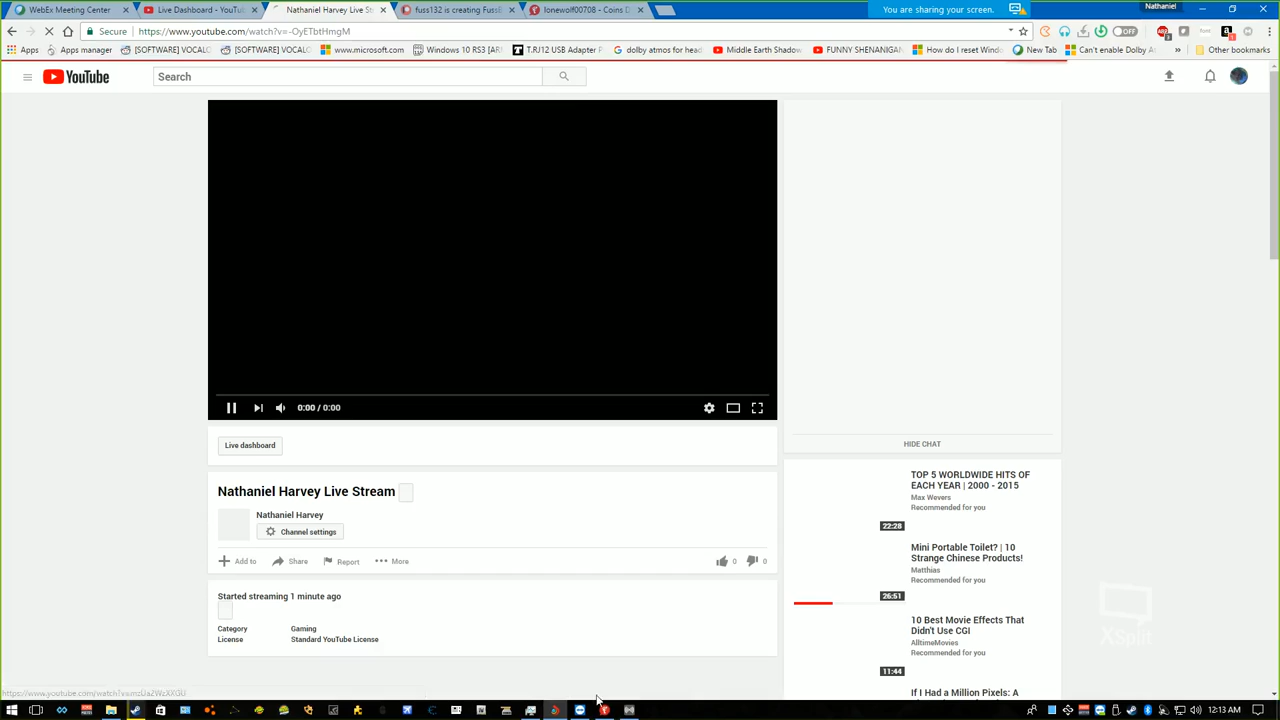 WebEx Meeting Center
Live Dashboard - YouTu
Nathaniel Harvey Live St
fuss132 is creating Fuss
lonewolf00708 - Coins D
You are sharing your screen.
Nathaniel
Secure
https://www.youtube.com/watch?v=-OyETbtHmgM
Apps
Apps manager
[SOFTWARE] VOCALO
[SOFTWARE] VOCALO
www.microsoft.com
Windows 10 RS3 [AR
T.RJ12 USB Adapter P
dolby atmos for head
Middle Earth Shadow
FUNNY SHENANIGAN
How do I reset Wind
New Tab
Can't enable Dolby A
Other bookmarks
OFF
YouTube
Search
0:00 / 0:00
HIDE CHAT
Live dashboard
Nathaniel Harvey Live Stream
Nathaniel Harvey
Channel settings
Add to
Share
Report
More
0
0
Started streaming 1 minute ago
Category
Gaming
License
Standard YouTube License
TOP 5 WORLDWIDE HITS OF
EACH YEAR | 2000 - 2015
Max Wevers
Recommended for you
22:28
Mini Portable Toilet? | 10
Strange Chinese Products!
Matthias
Recommended for you
26:51
10 Best Movie Effects That
Didn't Use CGI
AlltimeMovies
Recommended for you
11:44
If I Had a Million Pixels: A
XSplit
12:13 AM